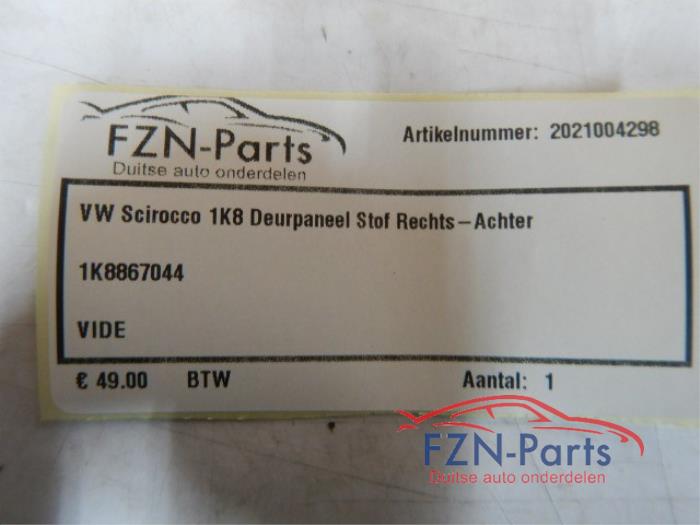 FZN-Parts
Duitse auto onderdelen
Artikelnummer: 2021004298
VW Scirocco 1K8 Deurpaneel Stof Rechts-Achter
1K8867044
VIDE
€ 49.00 BTW Aantal: 1
FZN-Parts
Duitse auto onderdelen